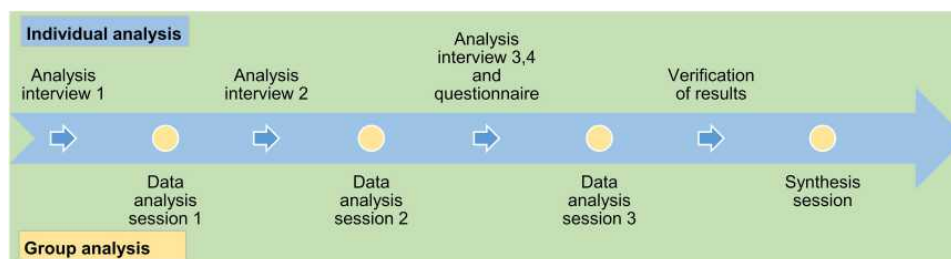 Individual analysis
Analysis
interview 1
Analysis
interview 2
Analysis
interview 3,4
and
questionnaire
Verification
of results
Data
analysis
session 1
Data
analysis
session 2
Data
analysis
session 3
Synthesis
session
Group analysis